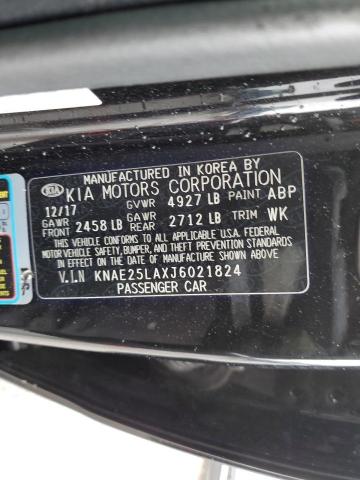 MANUFACTURED IN KOREA BY
KIA KIA MOTORS CORPORATION
12/17 GVWR 4927 LB PAINT ABP
GAWR FRONT 2458 LB GAWR REAR 2712 LB TRIM WK
THIS VEHICLE CONFORMS TO ALL APPLICABLE U.S.A. FEDERAL
MOTOR VEHICLE SAFETY, BUMPER, AND THEFT PREVENTION STANDARDS
IN EFFECT ON THE DATE OF MANUFACTURE SHOWN ABOVE.
V.I.N KNAE25LAXJ6021824
PASSENGER CAR